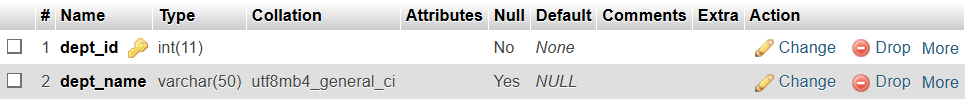 # Name Type Collation Attributes Null Default Comments Extra Action
1 dept_id int(11) No None Change Drop More
2 dept_name varchar(50) utf8mb4_general_ci Yes NULL Change Drop More